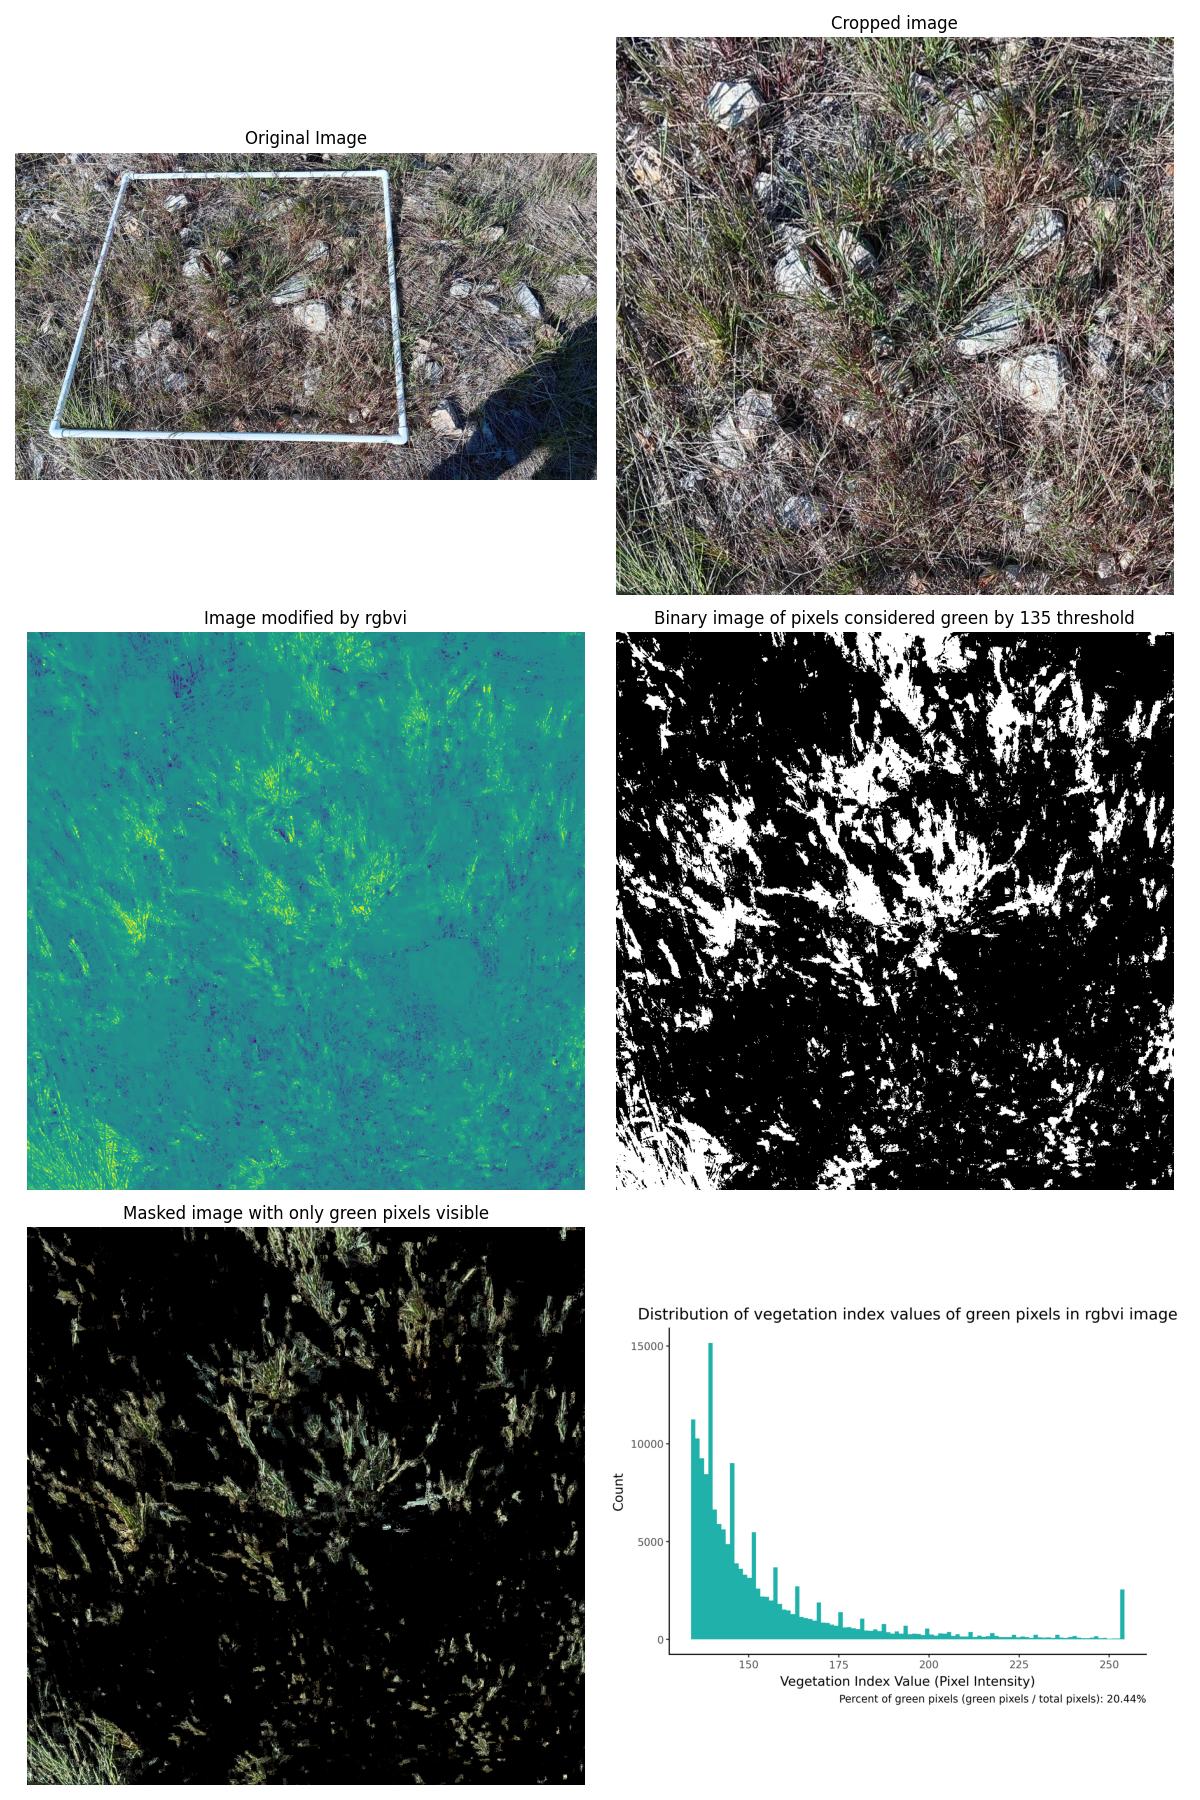 Original Image
Cropped image
Image modified by rgbvi
Binary image of pixels considered green by 135 threshold
Masked image with only green pixels visible
Distribution of vegetation index values of green pixels in rgbvi image
15000
10000
5000
0
Count
150 175 200 225 250
Vegetation Index Value (Pixel Intensity)
Percent of green pixels (green pixels / total pixels): 20.44%